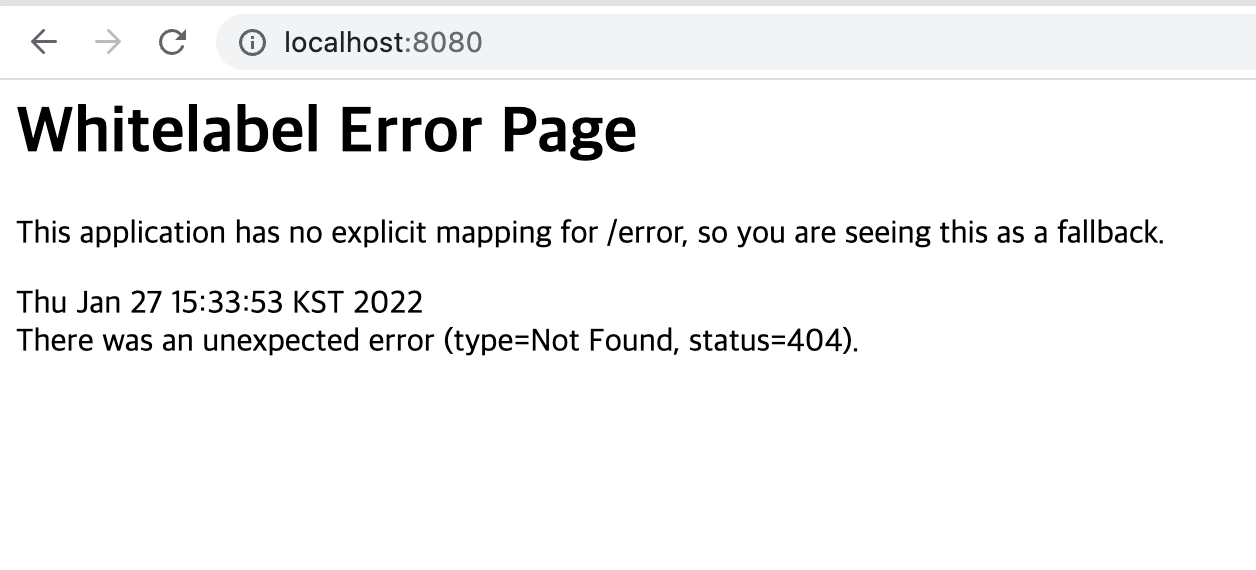 localhost:8080
Whitelabel Error Page
This application has no explicit mapping for /error, so you are seeing this as a fallback.
Thu Jan 27 15:33:53 KST 2022
There was an unexpected error (type=Not Found, status=404).